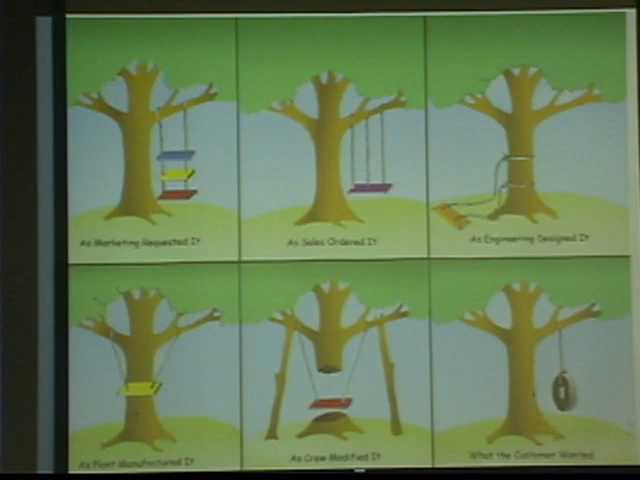 As Marketing Requested It
As Sales Ordered It
As Engineering Designed It
As Plant Manufactured It
As Crew Modified It
What the Customer Wanted